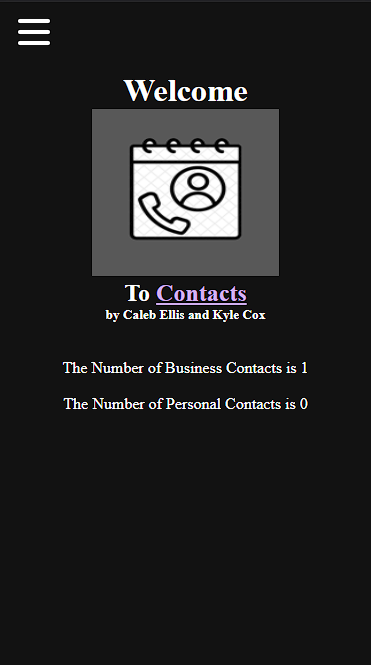 Welcome
To Contacts
by Caleb Ellis and Kyle Cox
The Number of Business Contacts is 1
The Number of Personal Contacts is 0